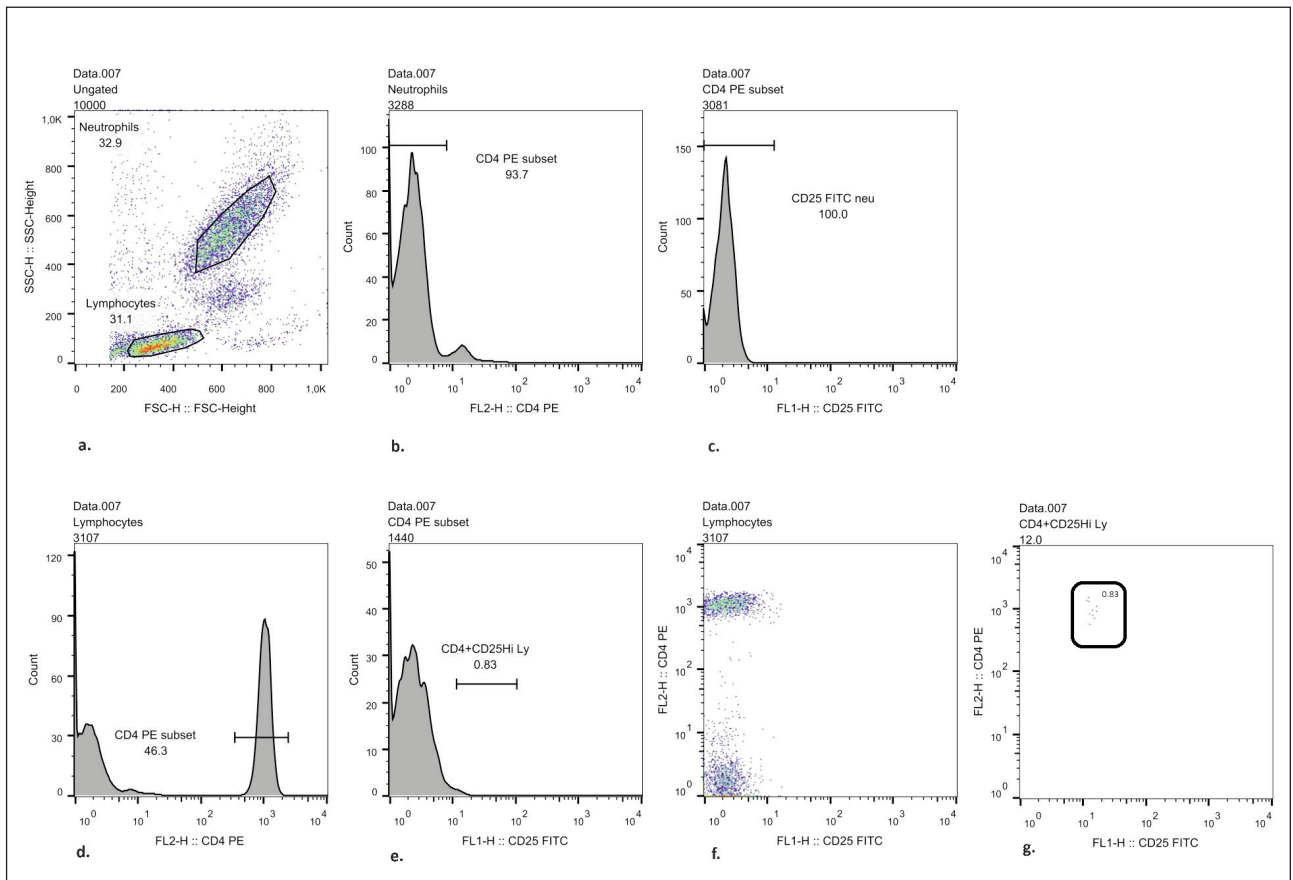 Data.007
Ungated
10000
1,0K
800
600
400
200
0
SSC-H :: SSC-Height
Neutrophils
32.9
Lymphocytes
31.1
0 200 400 600 800 1,0K
FSC-H :: FSC-Height
a.
Data.007
Neutrophils
3288
100
80
60
40
20
0
Count
CD4 PE subset
93.7
10^0 10^1 10^2 10^3 10^4
FL2-H :: CD4 PE
b.
Data.007
CD4 PE subset
3081
150
100
50
0
Count
CD25 FITC neu
100.0
10^0 10^1 10^2 10^3 10^4
FL1-H :: CD25 FITC
c.
Data.007
Lymphocytes
3107
120
90
60
30
0
Count
CD4 PE subset
46.3
10^0 10^1 10^2 10^3 10^4
FL2-H :: CD4 PE
d.
Data.007
CD4 PE subset
1440
50
40
30
20
10
0
Count
CD4+CD25Hi Ly
0.83
10^0 10^1 10^2 10^3 10^4
FL1-H :: CD25 FITC
e.
Data.007
Lymphocytes
3107
10^4
10^3
10^2
10^1
10^0
FL2-H :: CD4 PE
10^0 10^1 10^2 10^3 10^4
FL1-H :: CD25 FITC
f.
Data.007
CD4+CD25Hi Ly
12.0
10^4
10^3
10^2
10^1
10^0
FL2-H :: CD4 PE
0.83
10^0 10^1 10^2 10^3 10^4
FL1-H :: CD25 FITC
g.